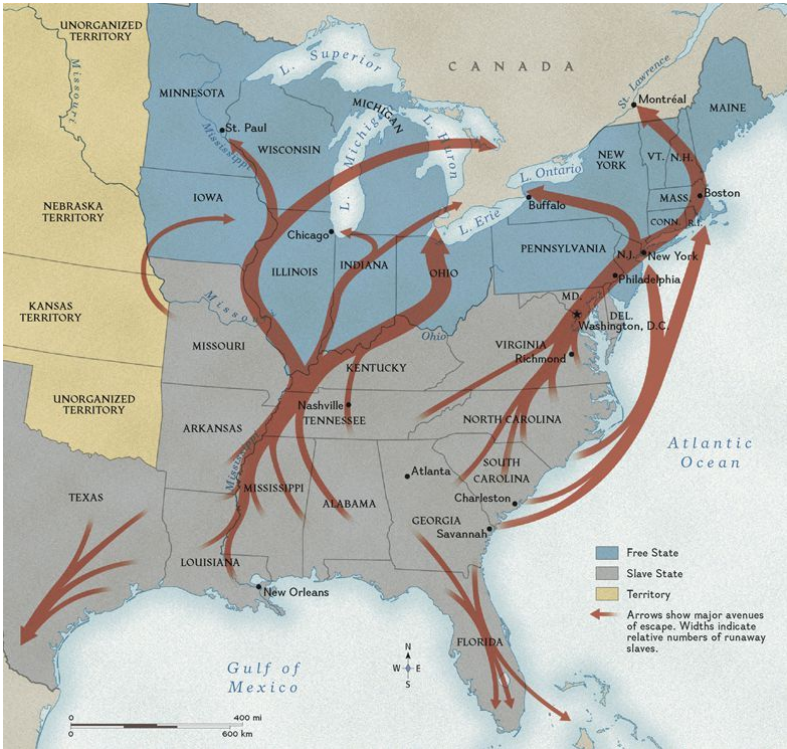 UNORGANIZED
TERRITORY
Missouri
MINNESOTA
St. Paul
Mississippi
WISCONSIN
L. Superior
MICHIGAN
L. Michigan
L. Huron
CANADA
St. Lawrence
Montréal
MAINE
VT.
N.H.
NEW
YORK
L. Ontario
Buffalo
MASS.
Boston
CONN.
R.I.
L. Erie
NEBRASKA
TERRITORY
IOWA
Chicago
ILLINOIS
INDIANA
OHIO
PENNSYLVANIA
N.J.
New York
Philadelphia
MD.
DEL.
Washington, D.C.
KANSAS
TERRITORY
Missouri
MISSOURI
Ohio
VIRGINIA
Richmond
KENTUCKY
UNORGANIZED
TERRITORY
ARKANSAS
Nashville
TENNESSEE
NORTH CAROLINA
Mississippi
MISSISSIPPI
ALABAMA
Atlanta
SOUTH
CAROLINA
Charleston
GEORGIA
Savannah
Atlantic
Ocean
TEXAS
LOUISIANA
New Orleans
FLORIDA
Gulf of
Mexico
N
W
E
S
Free State
Slave State
Territory
Arrows show major avenues
of escape. Widths indicate
relative numbers of runaway
slaves.
0 400 mi
0 600 km